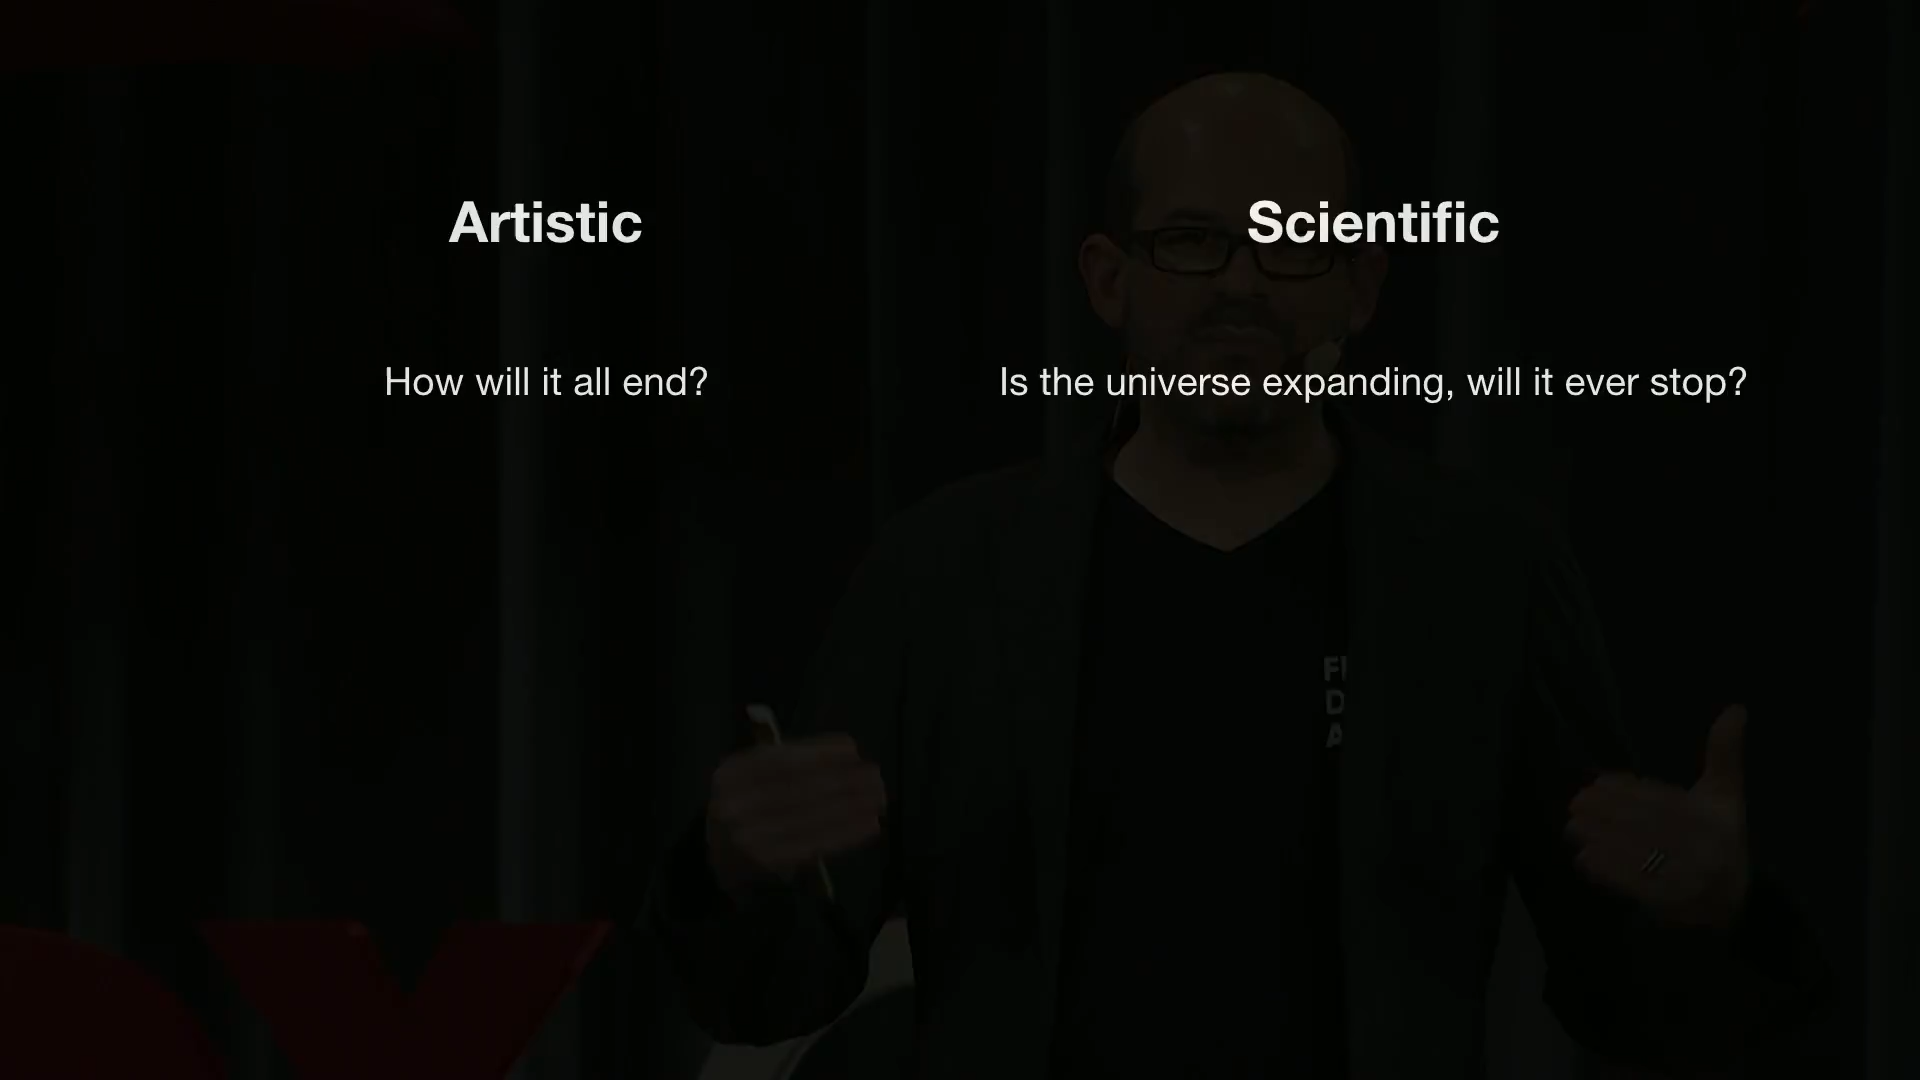 Artistic
Scientific
How will it all end?
Is the universe expanding, will it ever stop?
D
A